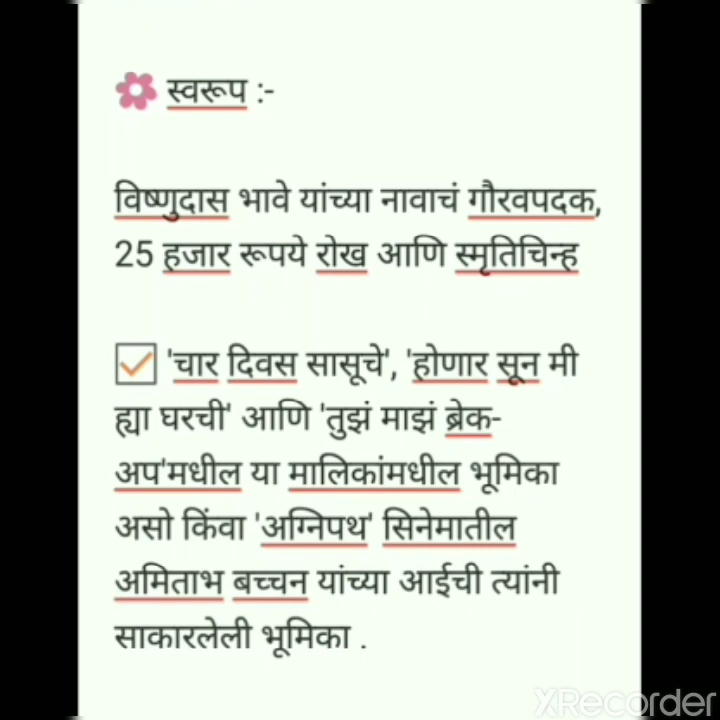 स्वरूप :-
विष्णुदास भावे यांच्या नावाचं गौरवपदक,
25 हजार रूपये रोख आणि स्मृतिचिन्ह
'चार दिवस सासूचे', 'होणार सून मी
ह्या घरची' आणि 'तुझं माझं ब्रेक-
अप'मधील या मालिकांमधील भूमिका
असो किंवा 'अग्निपथ' सिनेमातील
अमिताभ बच्चन यांच्या आईची त्यांनी
साकारलेली भूमिका .
XRecorder